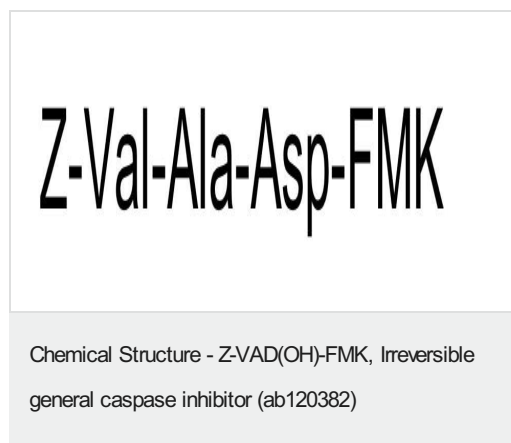 Z-Val-Ala-Asp-FMK
Chemical Structure - Z-VAD(OH)-FMK, Irreversible
general caspase inhibitor (ab120382)